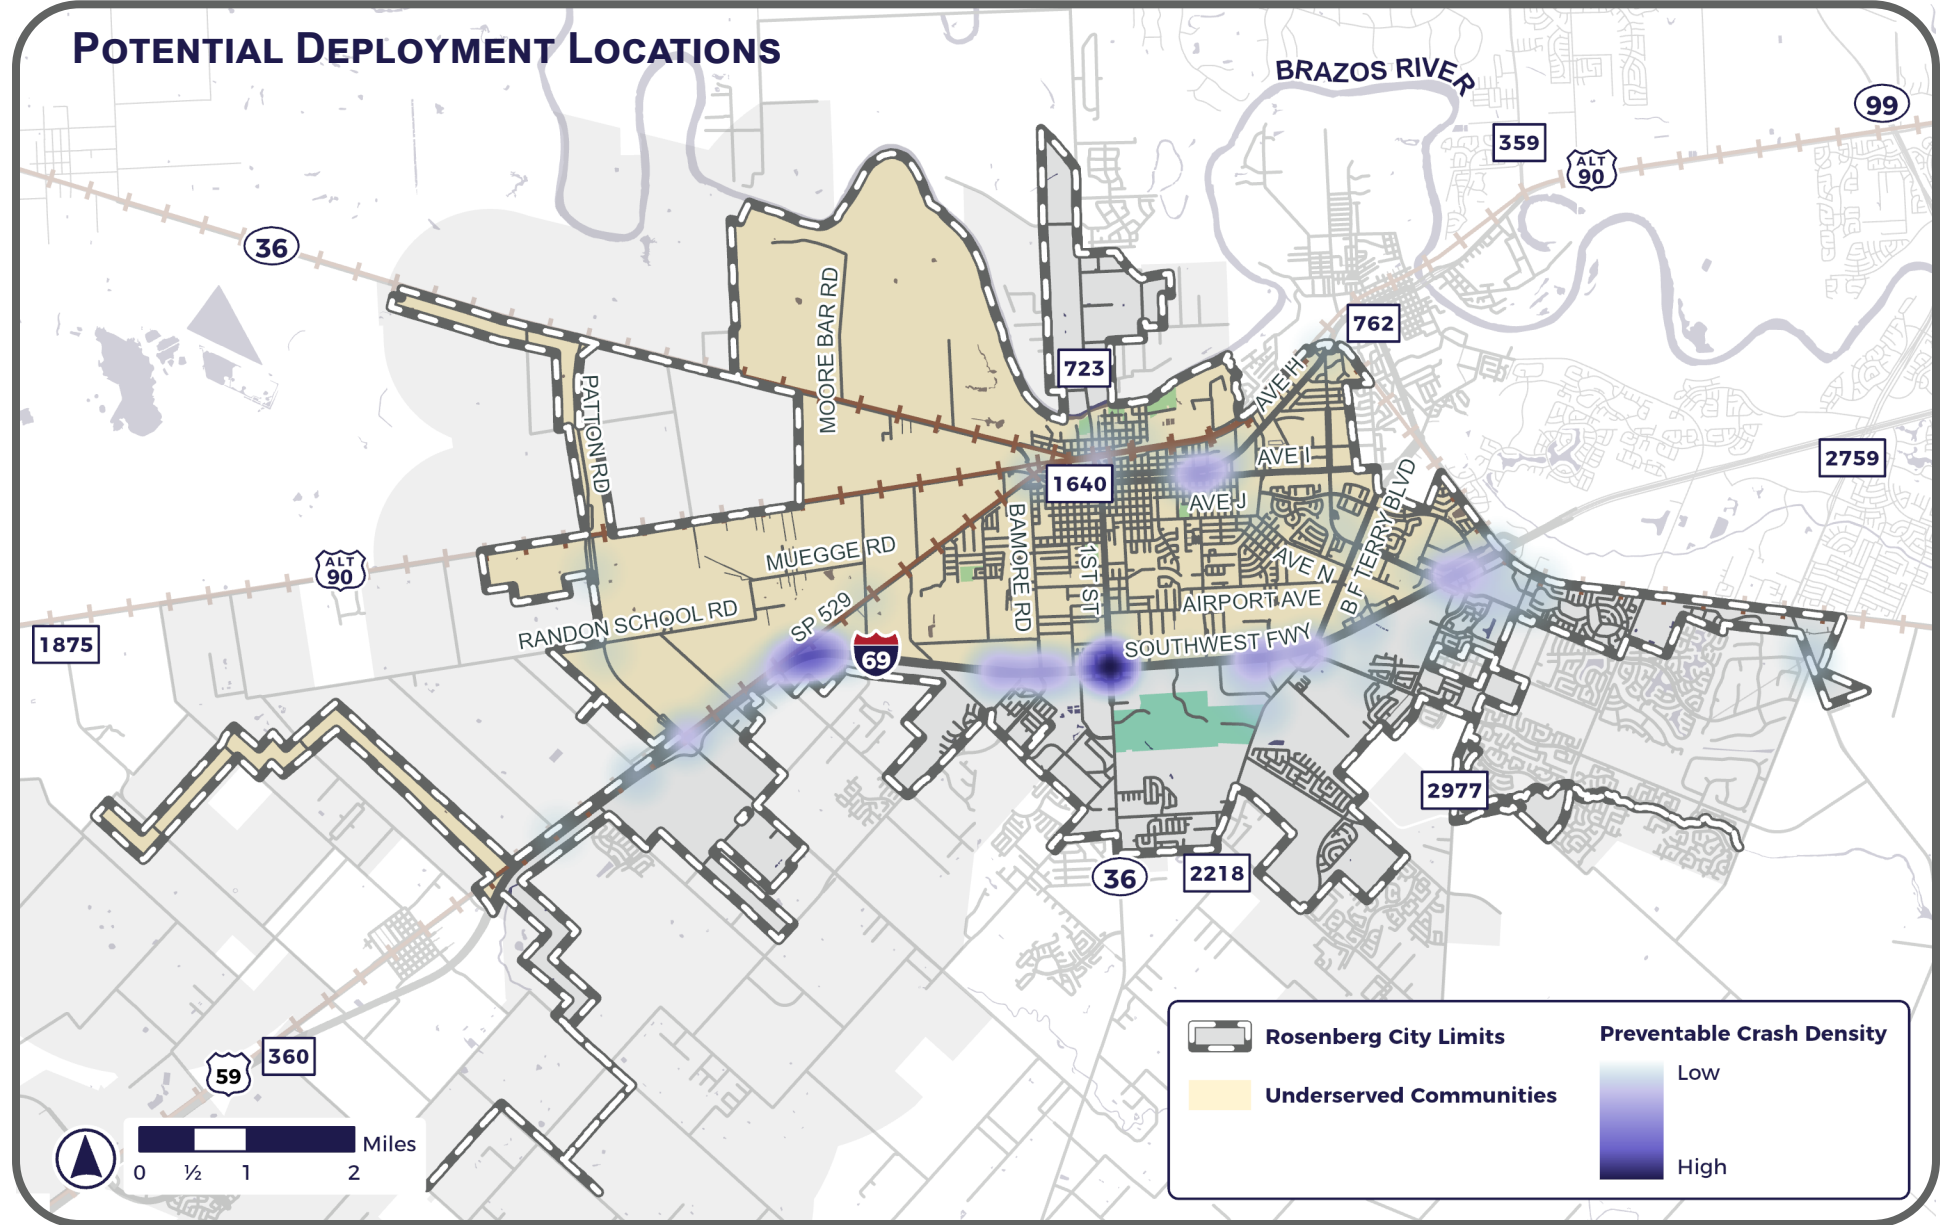 POTENTIAL DEPLOYMENT LOCATIONS
BRAZOS RIVER
99
359
ALT
90
36
762
723
MOORE BARR RD
AVE H
PATTON RD
AVE I
2759
1640
AVE J
B F TERRY BLVD
BAMORE RD
1ST ST
MUEGGE RD
AVE N
ALT
90
AIRPORT AVE
RANDON SCHOOL RD
SP 529
1875
SOUTHWEST FWY
69
2977
36
2218
360
59
Rosenberg City Limits
Underserved Communities
Preventable Crash Density
Low
High
Miles
0 ½ 1 2